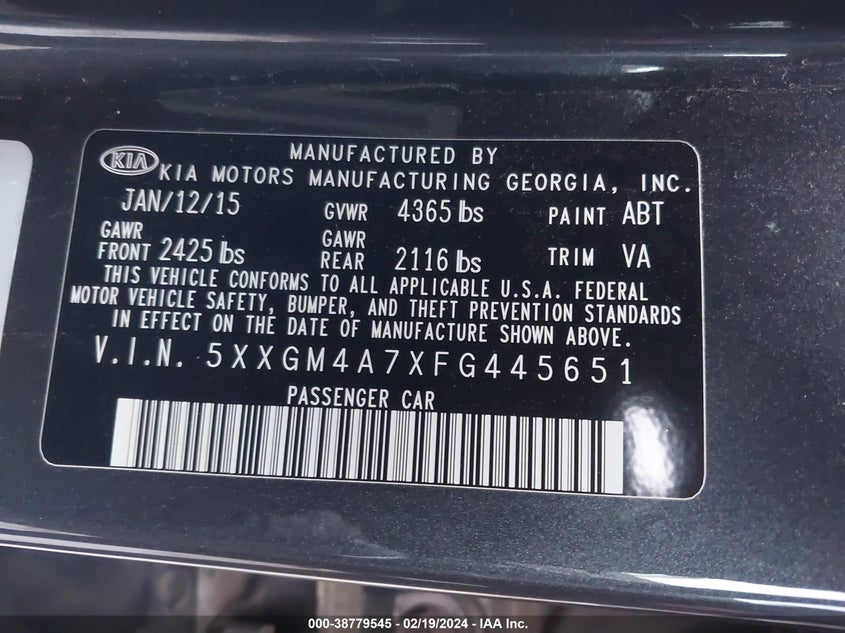 MANUFACTURED BY
KIA KIA MOTORS MANUFACTURING GEORGIA, INC.
JAN/12/15 GVWR 4365 lbs PAINT ABT
GAWR FRONT 2425 lbs GAWR REAR 2116 lbs TRIM VA
THIS VEHICLE CONFORMS TO ALL APPLICABLE U.S.A. FEDERAL
MOTOR VEHICLE SAFETY, BUMPER, AND THEFT PREVENTION STANDARDS
IN EFFECT ON THE DATE OF MANUFACTURE SHOWN ABOVE.
V.I.N. 5XXGM4A7XFG445651
PASSENGER CAR
000-38779545 - 02/19/2024 - IAA Inc.